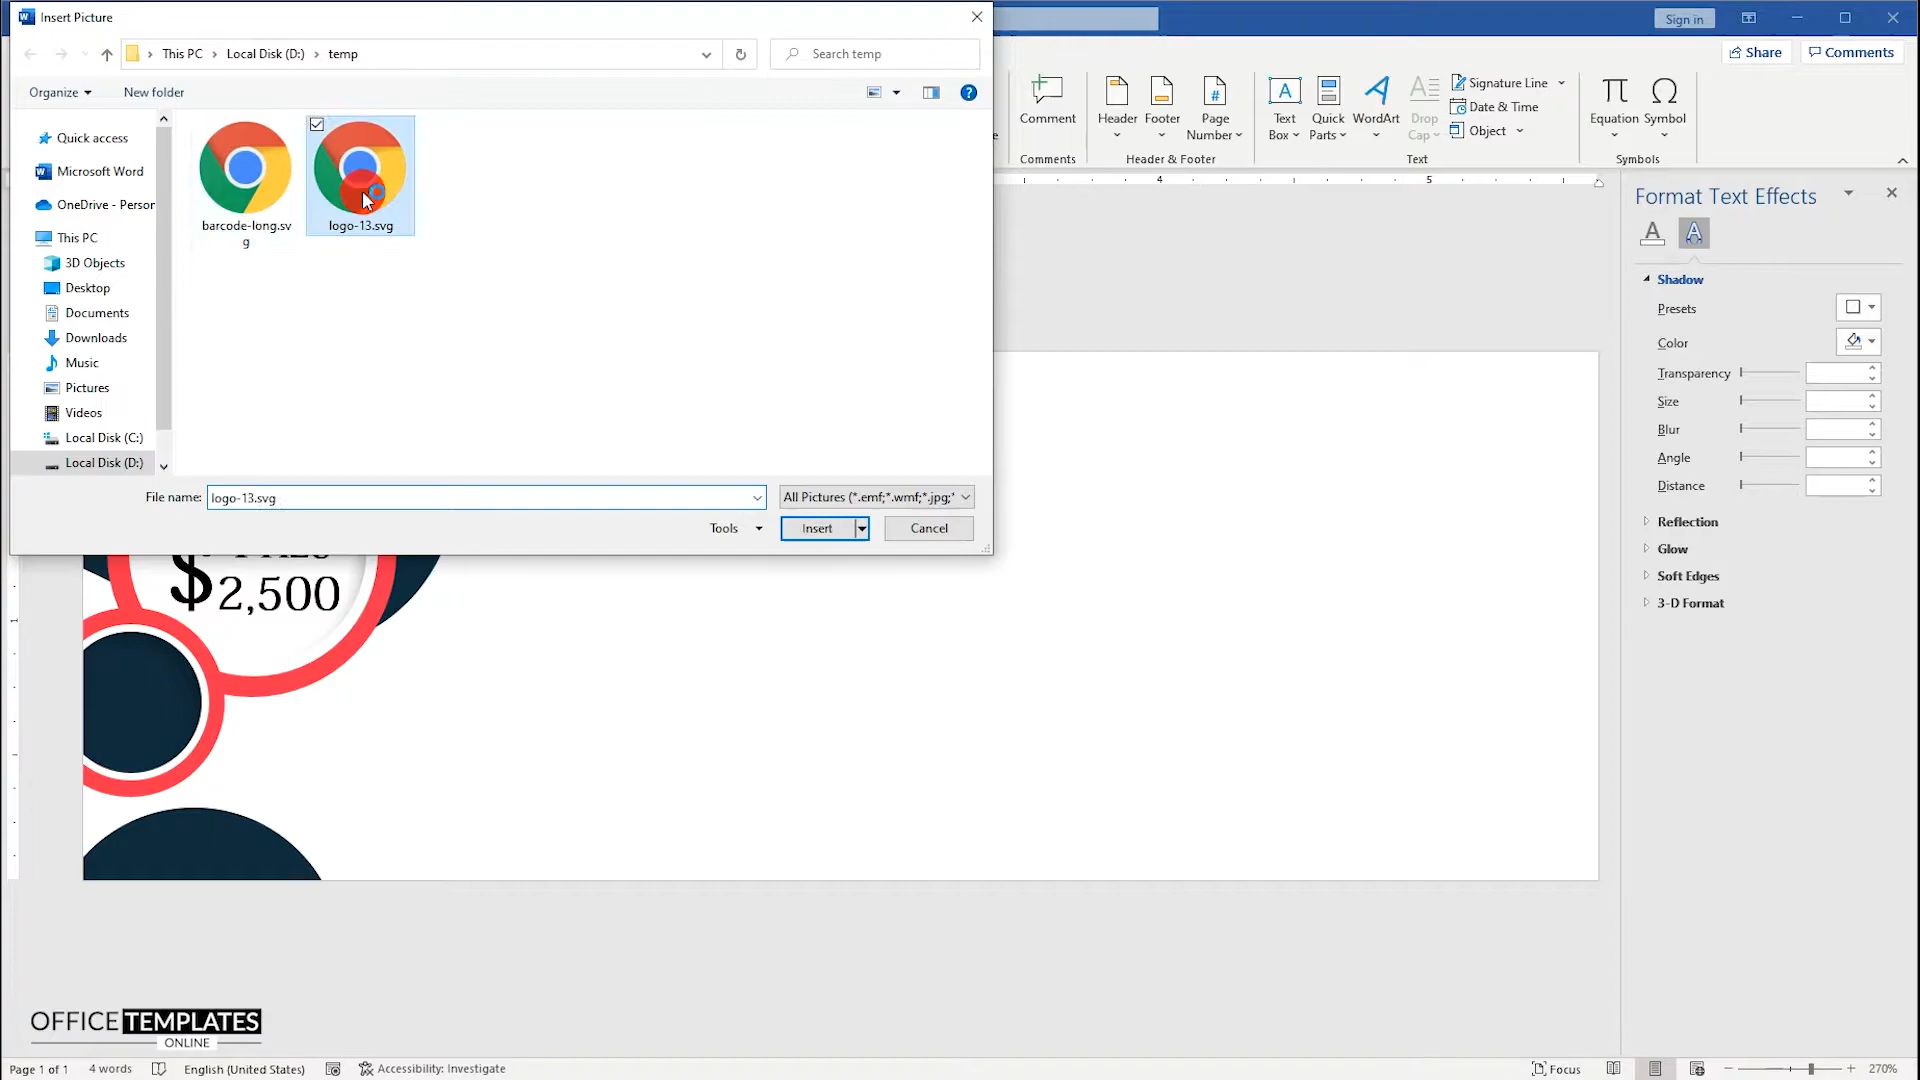 Insert Picture
Sign in
This PC
Local Disk (D:)
temp
Search temp
Share
Comments
Organize
New folder
Comment
Header
Footer
Page
Number
Text
Box
Quick
Parts
WordArt
Drop
Cap
Signature Line
Date & Time
Object
Equation
Symbol
Comments
Header & Footer
Text
Symbols
4
5
Quick access
Microsoft Word
OneDrive - Person
This PC
3D Objects
Desktop
Documents
Downloads
Music
Pictures
Videos
Local Disk (C:)
Local Disk (D:)
barcode-long.sv
g
logo-13.svg
File name:
logo-13.svg
All Pictures (*.emf;*.wmf;*.jpg;*
Tools
Insert
Cancel
Format Text Effects
Shadow
Presets
Color
Transparency
Size
Blur
Angle
Distance
Reflection
Glow
Soft Edges
3-D Format
$2,500
1
OFFICE TEMPLATES
ONLINE
Page 1 of 1
4 words
English (United States)
Accessibility: Investigate
Focus
270%